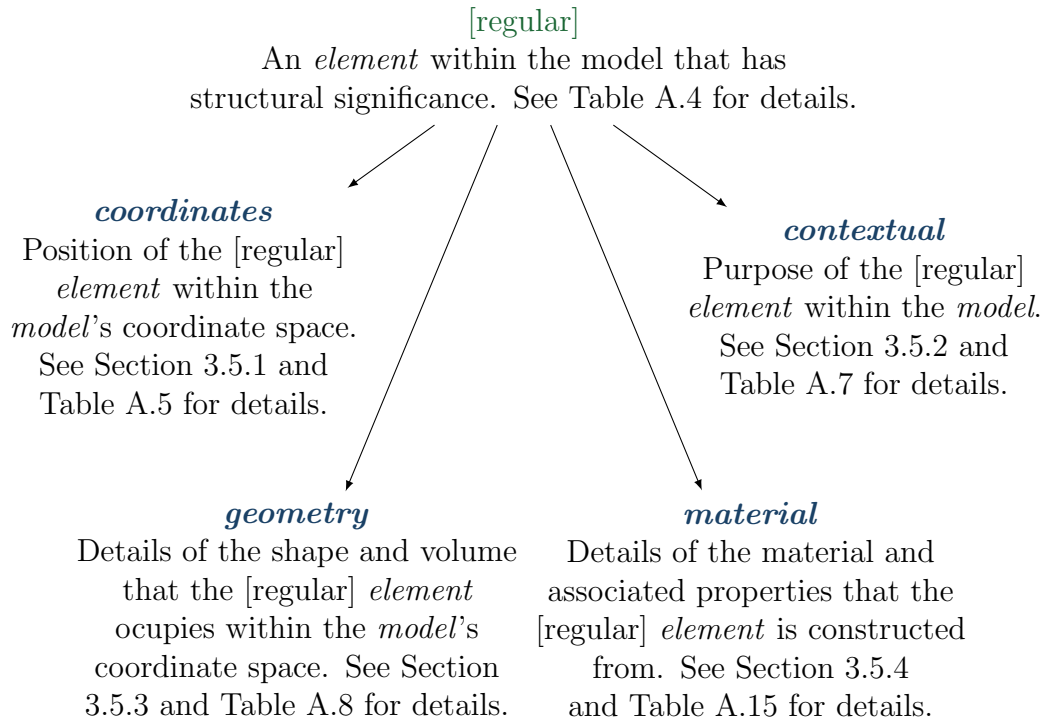 [regular]
An element within the model that has
structural significance. See Table A.4 for details.
coordinates
Position of the [regular]
element within the
model's coordinate space.
See Section 3.5.1 and
Table A.5 for details.
contextual
Purpose of the [regular]
element within the model.
See Section 3.5.2 and
Table A.7 for details.
geometry
Details of the shape and volume
that the [regular] element
ocupies within the model's
coordinate space. See Section
3.5.3 and Table A.8 for details.
material
Details of the material and
associated properties that the
[regular] element is constructed
from. See Section 3.5.4
and Table A.15 for details.